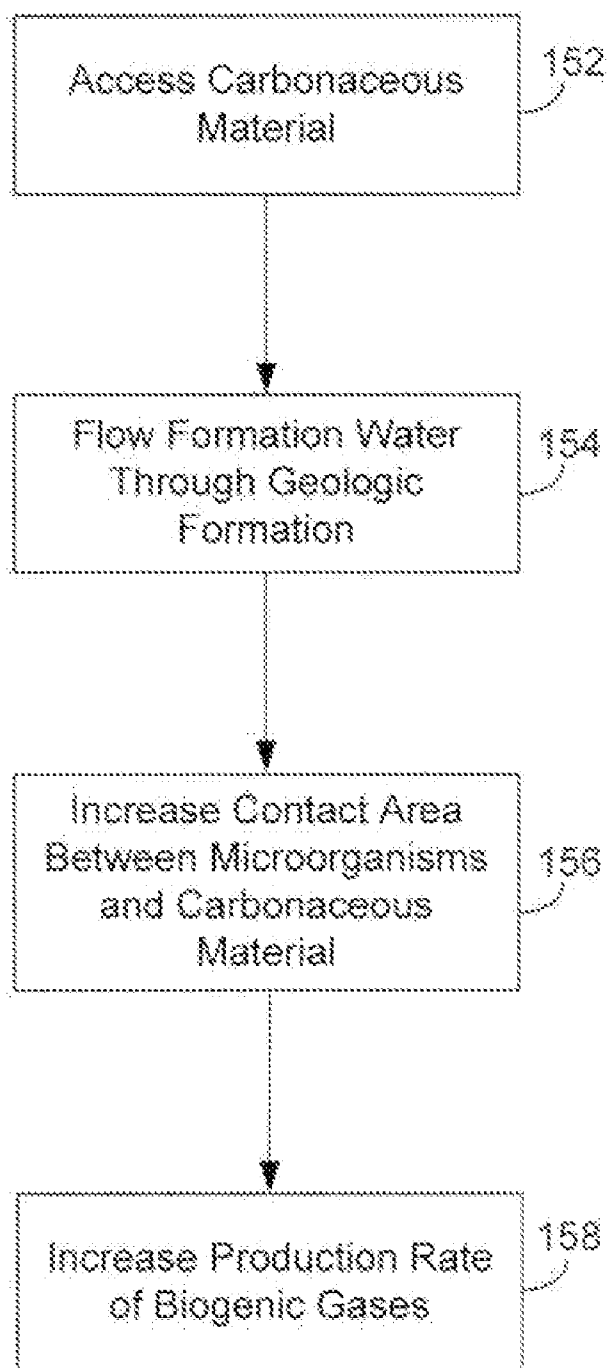 Access Carbonaceous
Material
152
Flow Formation Water
Through Geologic
Formation
154
Increase Contact Area
Between Microorganisms
and Carbonaceous
Material
156
Increase Production Rate
of Biogenic Gases
158